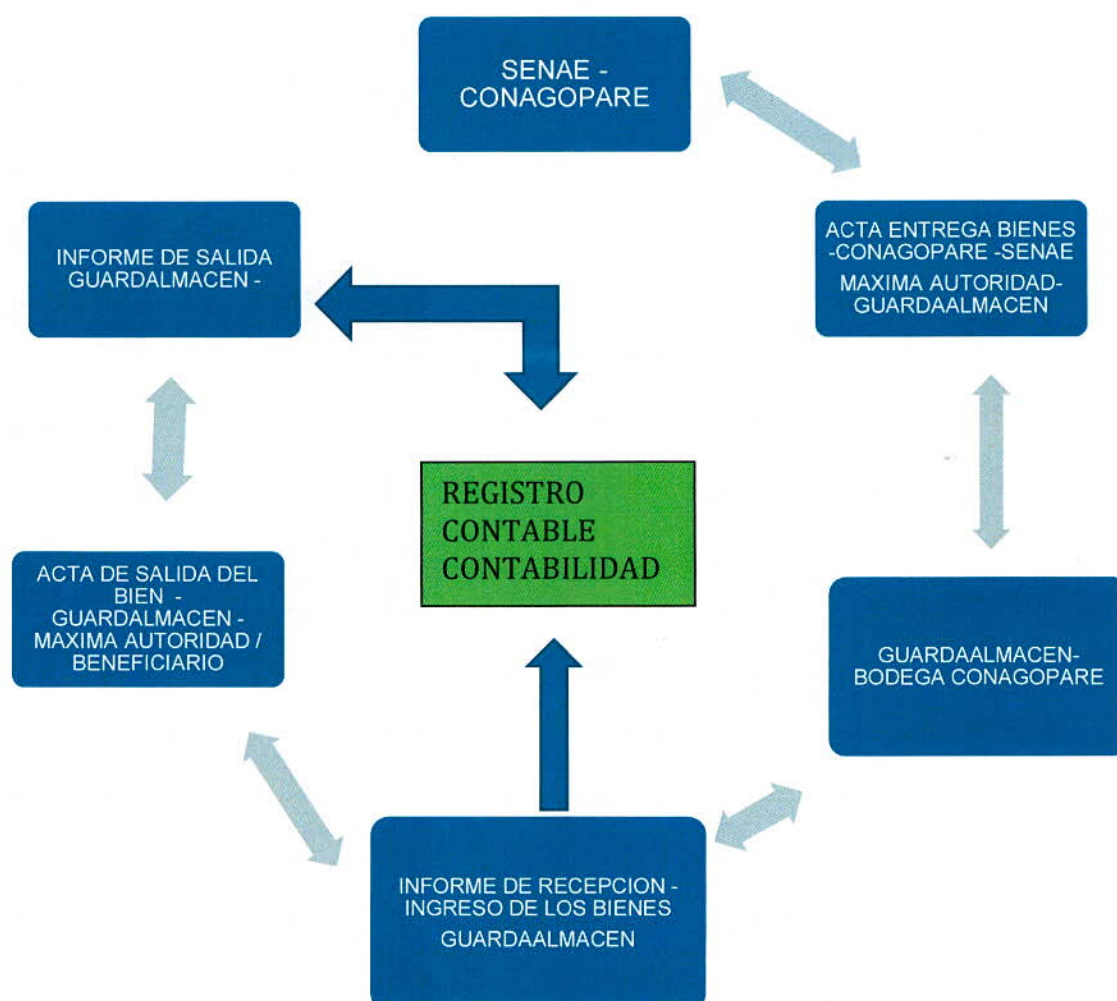 SENAE -
CONAGOPARE
ACTA ENTREGA BIENES
-CONAGOPARE -SENAE
MAXIMA AUTORIDAD-
GUARDAALMACEN
GUARDAALMACEN-
BODEGA CONAGOPARE
INFORME DE RECEPCION -
INGRESO DE LOS BIENES
GUARDAALMACEN
ACTA DE SALIDA DEL
BIEN -
GUARDALMACEN -
MAXIMA AUTORIDAD /
BENEFICIARIO
INFORME DE SALIDA
GUARDALMACEN -
REGISTRO
CONTABLE
CONTABILIDAD